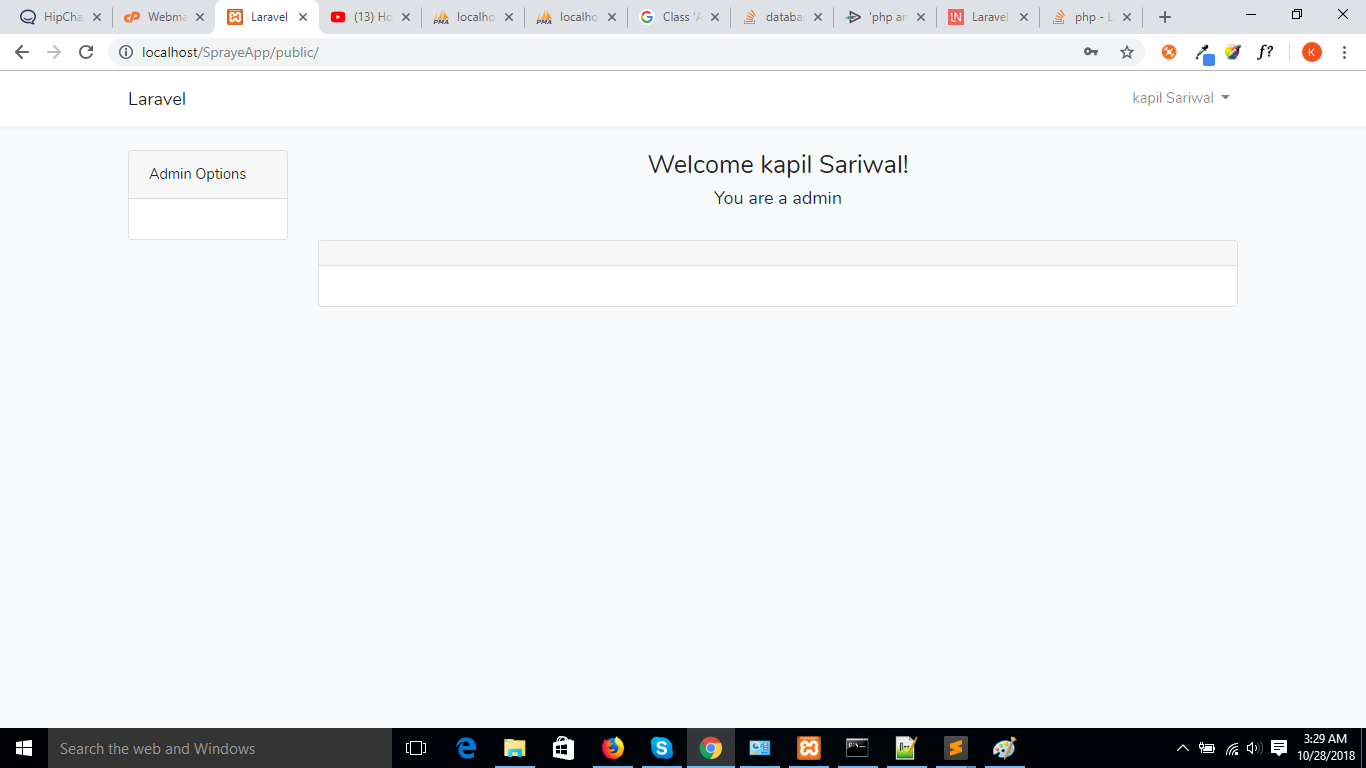 HipCha
Webma
Laravel
(13) Ho
localho
localho
Class 'A
databas
'php ar
Laravel
php - L
localhost/SprayeApp/public/
f?
K
Laravel
kapil Sariwal
Admin Options
Welcome kapil Sariwal!
You are a admin
Search the web and Windows
3:29 AM
10/28/2018